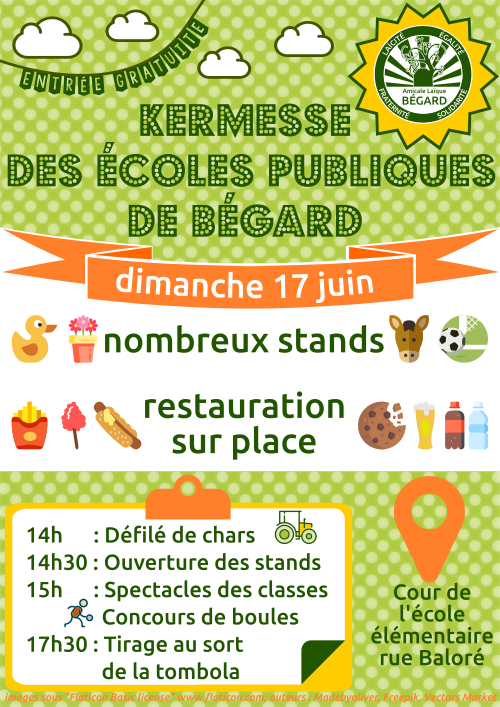 ENTRÉE GRATUITE
LAÏCITÉ
ÉGALITÉ
FRATERNITÉ
SOLIDARITÉ
Amicale Laïque
BÉGARD
KERMESSE
DES ÉCOLES PUBLIQUES
DE BÉGARD
dimanche 17 juin
nombreux stands
restauration
sur place
14h : Défilé de chars
14h30 : Ouverture des stands
15h : Spectacles des classes
Concours de boules
17h30 : Tirage au sort
de la tombola
Cour de
l'école
élémentaire
rue Baloré
images sous "Flaticon Basic license" www.flaticon.com, auteurs : Madebyoliver, Freepik, Vectors Market